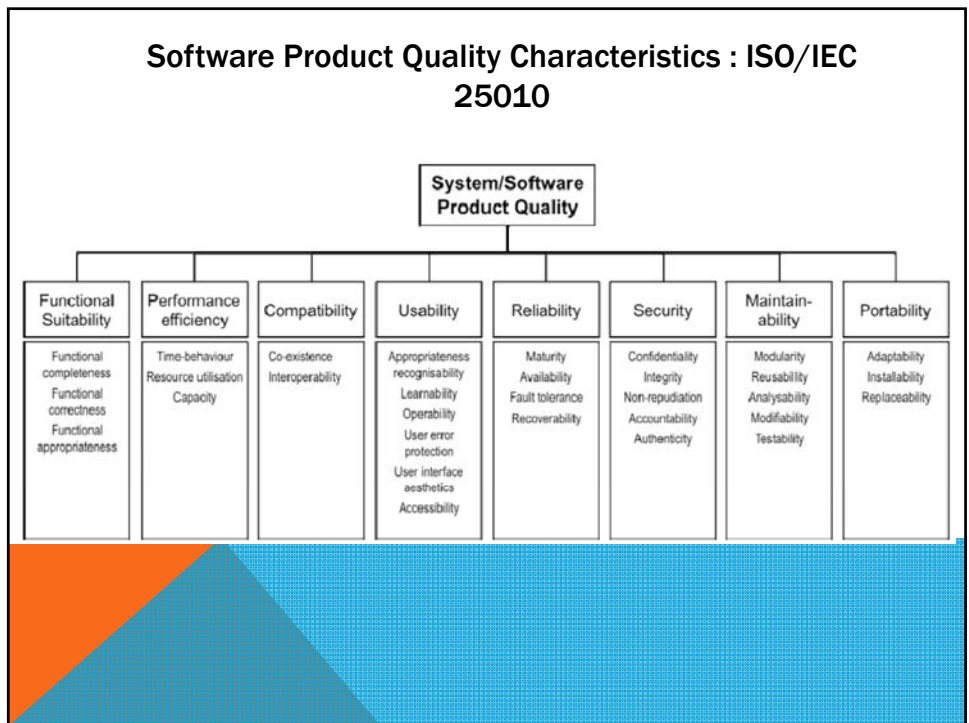 Software Product Quality Characteristics : ISO/IEC
25010
System/Software
Product Quality
Functional
Suitability
Functional
completeness
Functional
correctness
Functional
appropriateness
Performance
efficiency
Time-behaviour
Resource utilisation
Capacity
Compatibility
Co-existence
Interoperability
Usability
Appropriateness
recognisability
Learnability
Operability
User error
protection
User interface
aesthetics
Accessibility
Reliability
Maturity
Availability
Fault tolerance
Recoverability
Security
Confidentiality
Integrity
Non-repudiation
Accountability
Authenticity
Maintain-
ability
Modularity
Reusability
Analysability
Modifiability
Testability
Portability
Adaptability
Installability
Replaceability